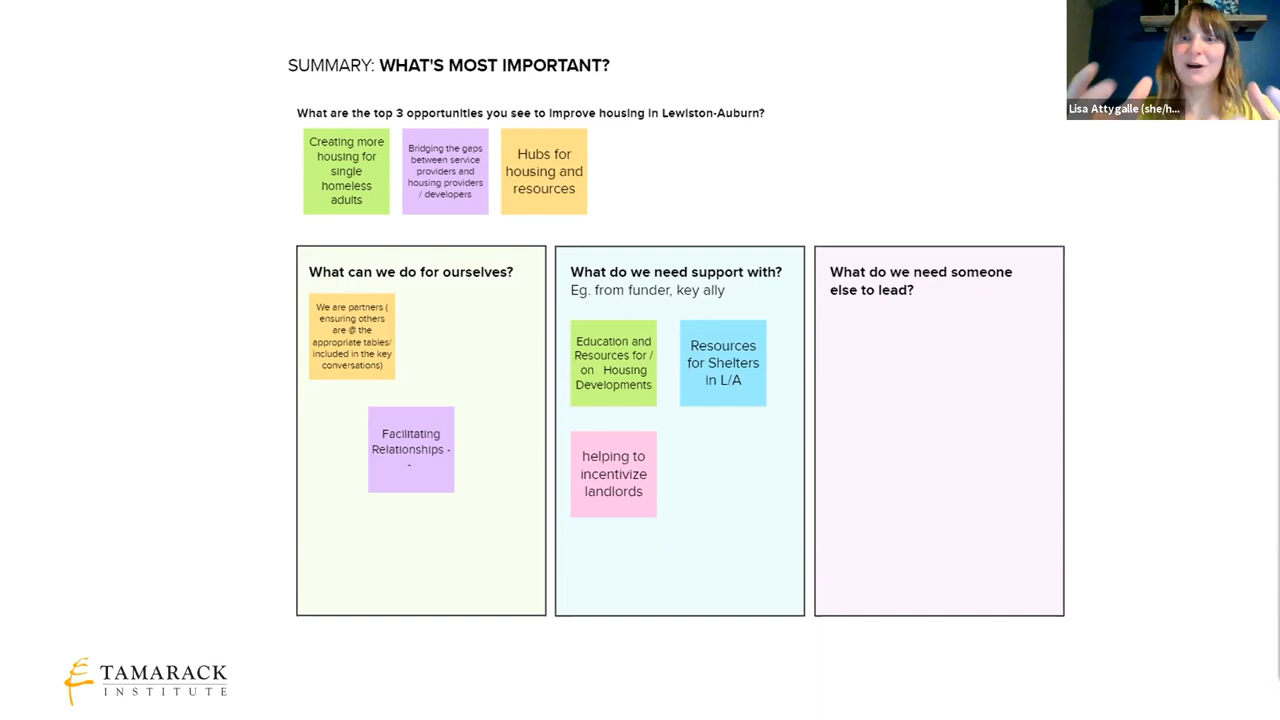 SUMMARY: WHAT'S MOST IMPORTANT?
Lisa Attygalle (she/h...
What are the top 3 opportunities you see to improve housing in Lewiston-Auburn?
Creating more
housing for
single
homeless
adults
Bridging the gaps
between service
providers and
housing providers
/ developers
Hubs for
housing and
resources
What can we do for ourselves?
We are partners (
ensuring others
are @ the
appropriate tables/
included in the key
conversations)
Facilitating
Relationships -
-
What do we need support with?
Eg. from funder, key ally
Education and
Resources for /
on Housing
Developments
Resources
for Shelters
in L/A
helping to
incentivize
landlords
What do we need someone
else to lead?
TAMARACK
INSTITUTE